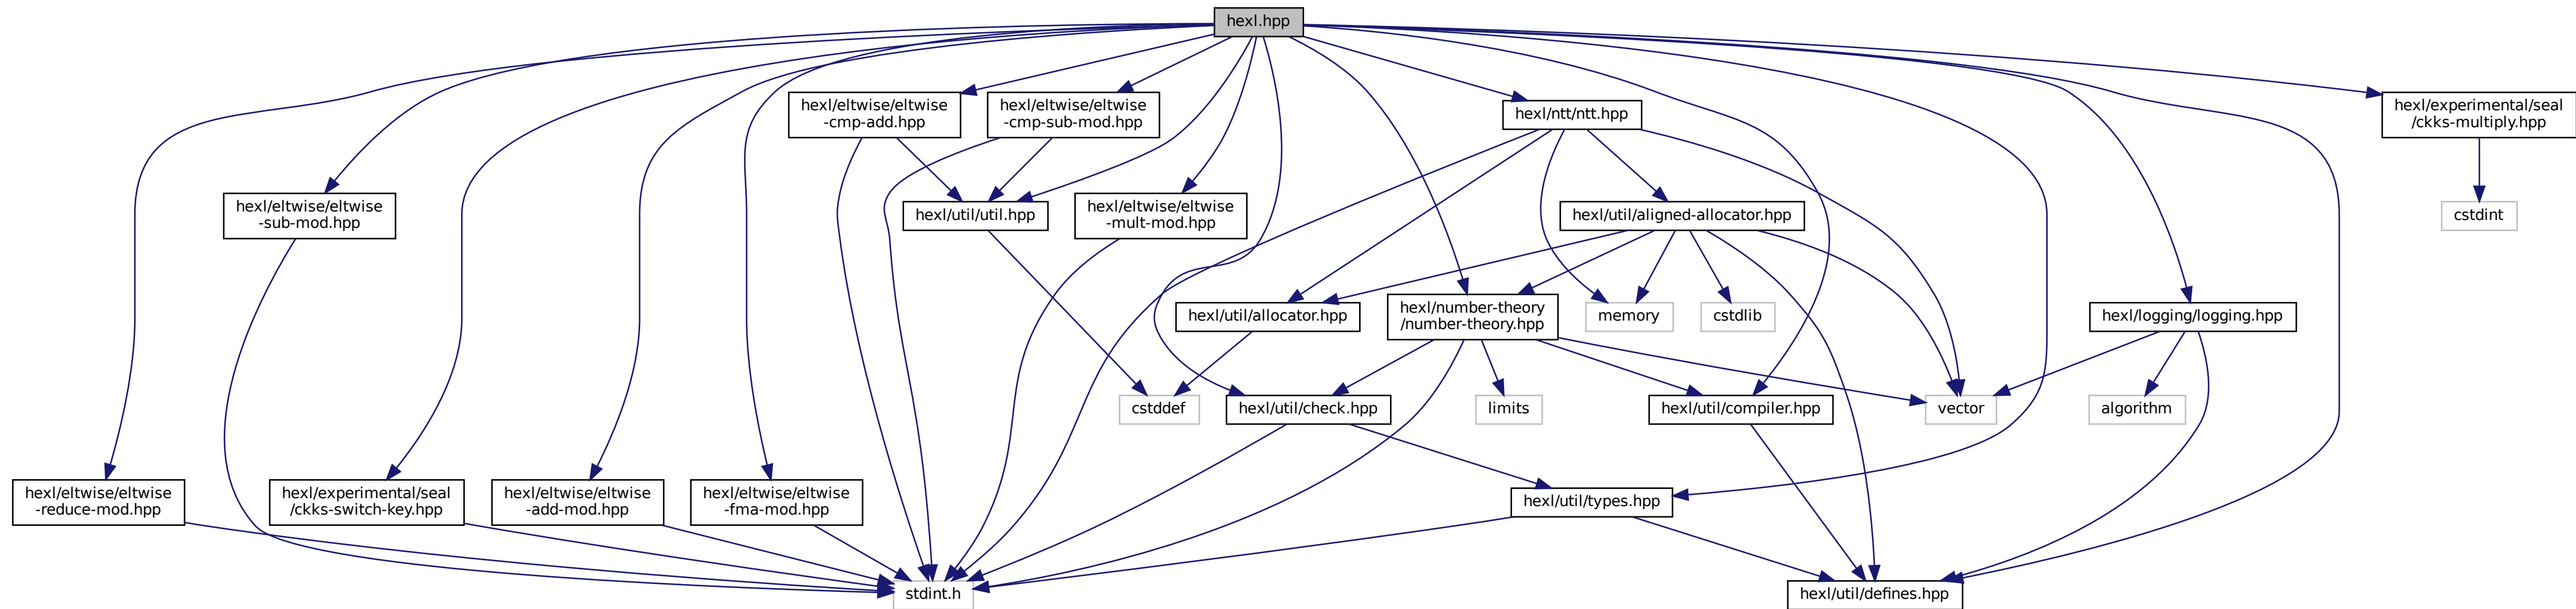 hexl.hpp
hexl/eltwise/eltwise
-cmp-add.hpp
hexl/eltwise/eltwise
-cmp-sub-mod.hpp
hexl/ntt/ntt.hpp
hexl/experimental/seal
/ckks-multiply.hpp
hexl/eltwise/eltwise
-sub-mod.hpp
hexl/util/util.hpp
hexl/eltwise/eltwise
-mult-mod.hpp
hexl/util/aligned-allocator.hpp
cstdint
hexl/util/allocator.hpp
hexl/number-theory
/number-theory.hpp
memory
cstdlib
hexl/logging/logging.hpp
cstddef
hexl/util/check.hpp
limits
hexl/util/compiler.hpp
vector
algorithm
hexl/eltwise/eltwise
-reduce-mod.hpp
hexl/experimental/seal
/ckks-switch-key.hpp
hexl/eltwise/eltwise
-add-mod.hpp
hexl/eltwise/eltwise
-fma-mod.hpp
hexl/util/types.hpp
stdint.h
hexl/util/defines.hpp